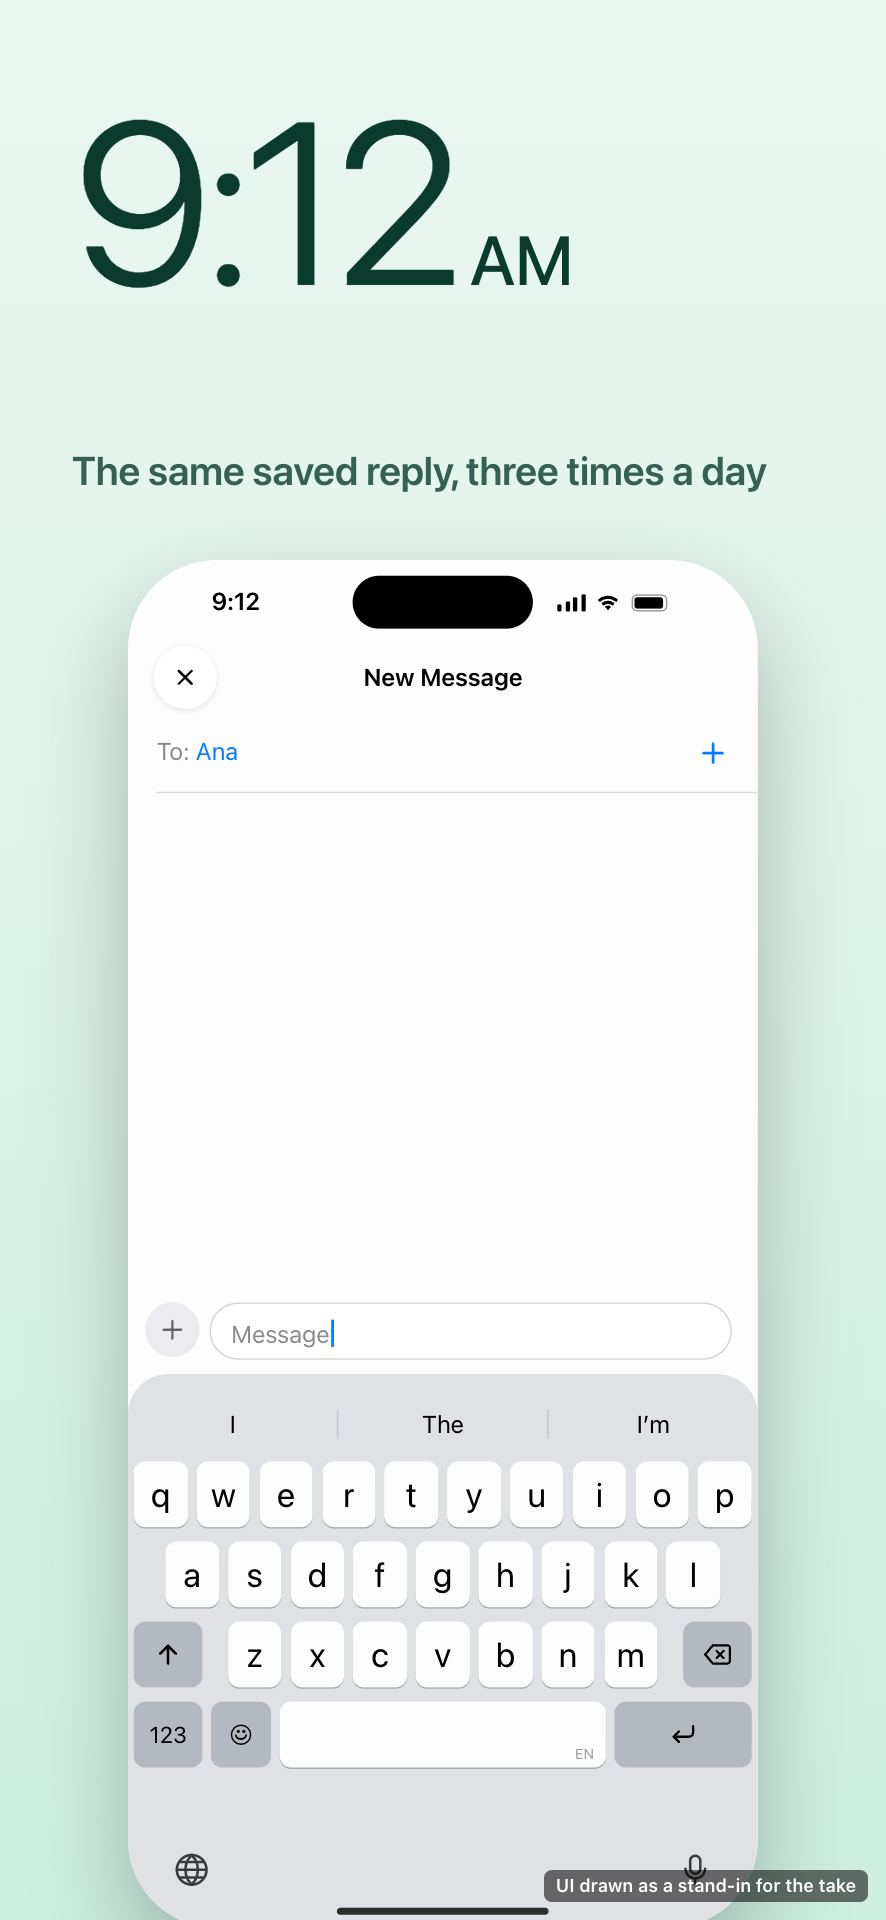 9:12 AM
The same saved reply, three times a day
9:12
New Message
To: Ana
Message
I The I’m
q w e r t y u i o p
a s d f g h j k l
z x c v b n m
123
EN
UI drawn as a stand-in for the take